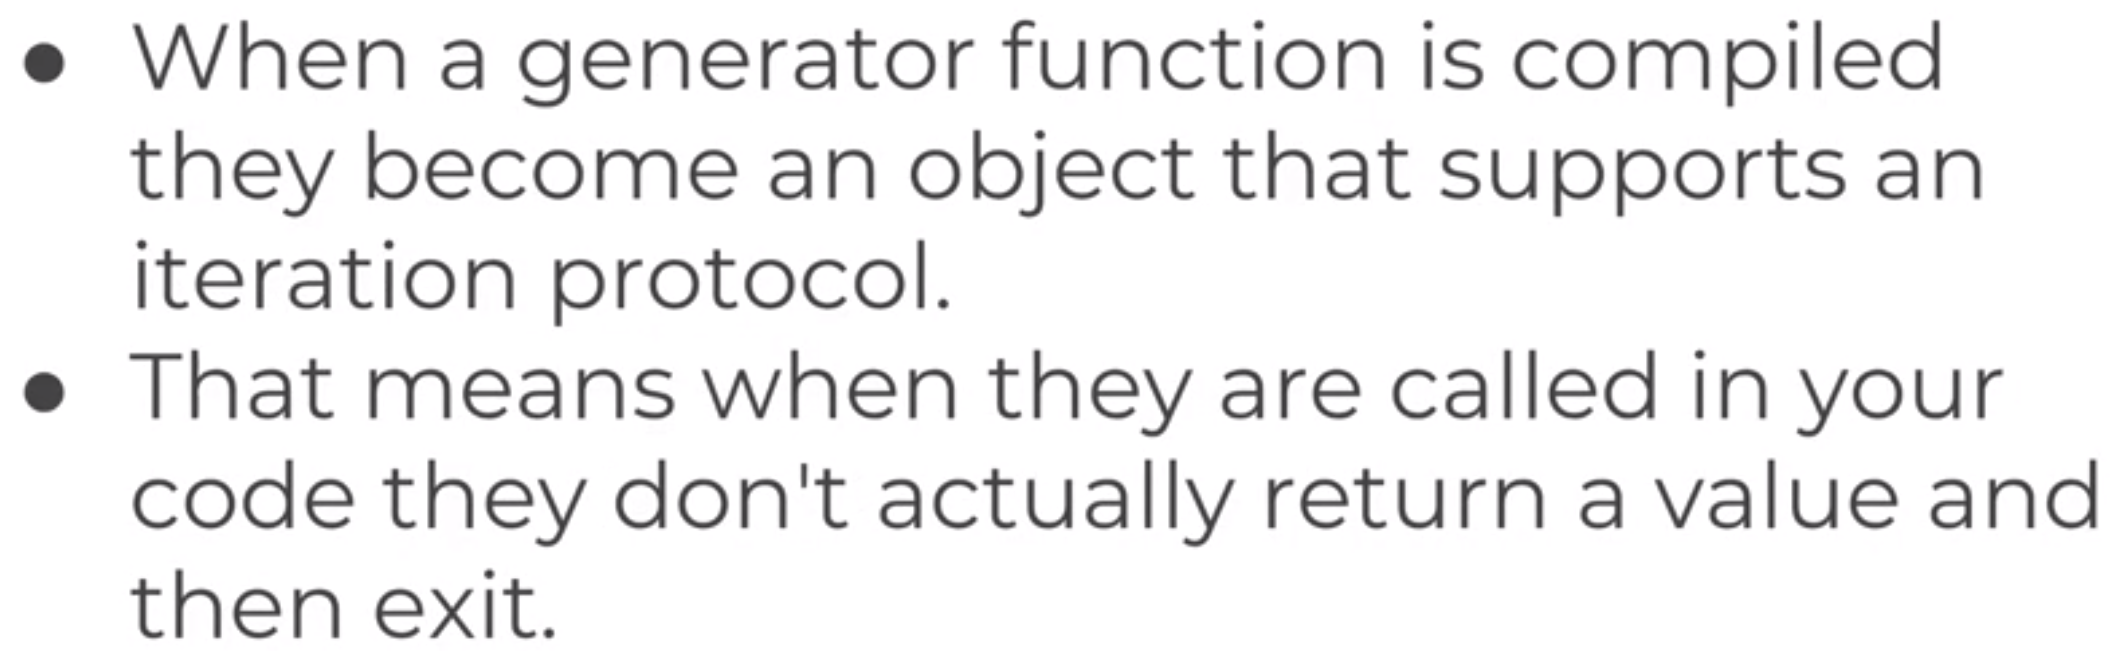 ● When a generator function is compiled
they become an object that supports an
iteration protocol.
● That means when they are called in your
code they don't actually return a value and
then exit.